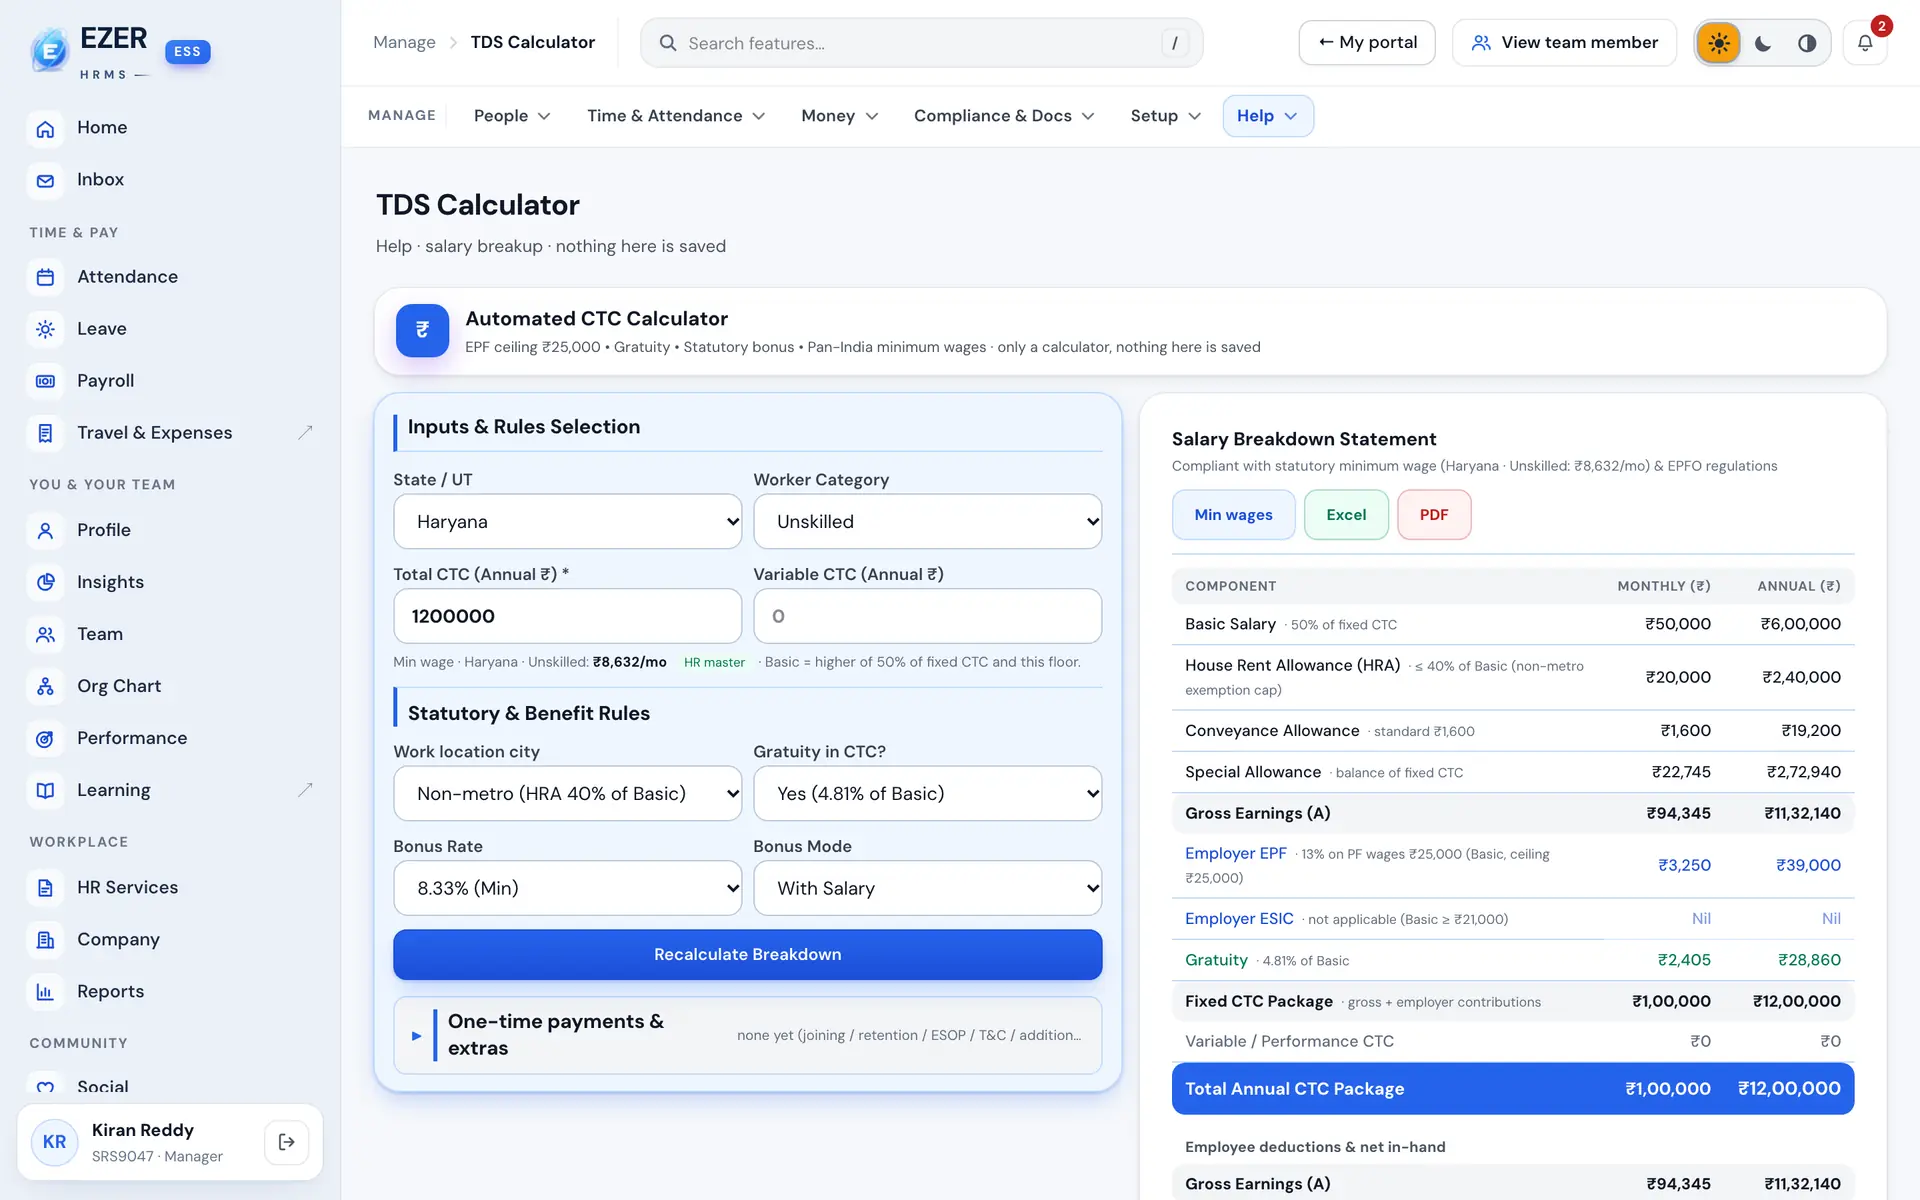 EZER
HRMS
ESS
Home
Inbox
TIME & PAY
Attendance
Leave
Payroll
Travel & Expenses
YOU & YOUR TEAM
Profile
Insights
Team
Org Chart
Performance
Learning
WORKPLACE
HR Services
Company
Reports
COMMUNITY
Social
KR
Kiran Reddy
SRS9047 · Manager
Manage
TDS Calculator
Search features...
/
← My portal
View team member
2
MANAGE
People
Time & Attendance
Money
Compliance & Docs
Setup
Help
TDS Calculator
Help · salary breakup · nothing here is saved
₹
Automated CTC Calculator
EPF ceiling ₹25,000 • Gratuity • Statutory bonus • Pan-India minimum wages · only a calculator, nothing here is saved
Inputs & Rules Selection
State / UT
Worker Category
Haryana
Unskilled
Total CTC (Annual ₹) *
Variable CTC (Annual ₹)
1200000
0
Min wage · Haryana · Unskilled: ₹8,632/mo HR master · Basic = higher of 50% of fixed CTC and this floor.
Statutory & Benefit Rules
Work location city
Gratuity in CTC?
Non-metro (HRA 40% of Basic)
Yes (4.81% of Basic)
Bonus Rate
Bonus Mode
8.33% (Min)
With Salary
Recalculate Breakdown
One-time payments &
extras
none yet (joining / retention / ESOP / T&C / addition...
Salary Breakdown Statement
Compliant with statutory minimum wage (Haryana · Unskilled: ₹8,632/mo) & EPFO regulations
Min wages
Excel
PDF
COMPONENT MONTHLY (₹) ANNUAL (₹)
Basic Salary · 50% of fixed CTC ₹50,000 ₹6,00,000
House Rent Allowance (HRA) · ≤ 40% of Basic (non-metro
exemption cap) ₹20,000 ₹2,40,000
Conveyance Allowance · standard ₹1,600 ₹1,600 ₹19,200
Special Allowance · balance of fixed CTC ₹22,745 ₹2,72,940
Gross Earnings (A) ₹94,345 ₹11,32,140
Employer EPF · 13% on PF wages ₹25,000 (Basic, ceiling
₹25,000) ₹3,250 ₹39,000
Employer ESIC · not applicable (Basic ≥ ₹21,000) Nil Nil
Gratuity · 4.81% of Basic ₹2,405 ₹28,860
Fixed CTC Package · gross + employer contributions ₹1,00,000 ₹12,00,000
Variable / Performance CTC ₹0 ₹0
Total Annual CTC Package ₹1,00,000 ₹12,00,000
Employee deductions & net in-hand
Gross Earnings (A) ₹94,345 ₹11,32,140